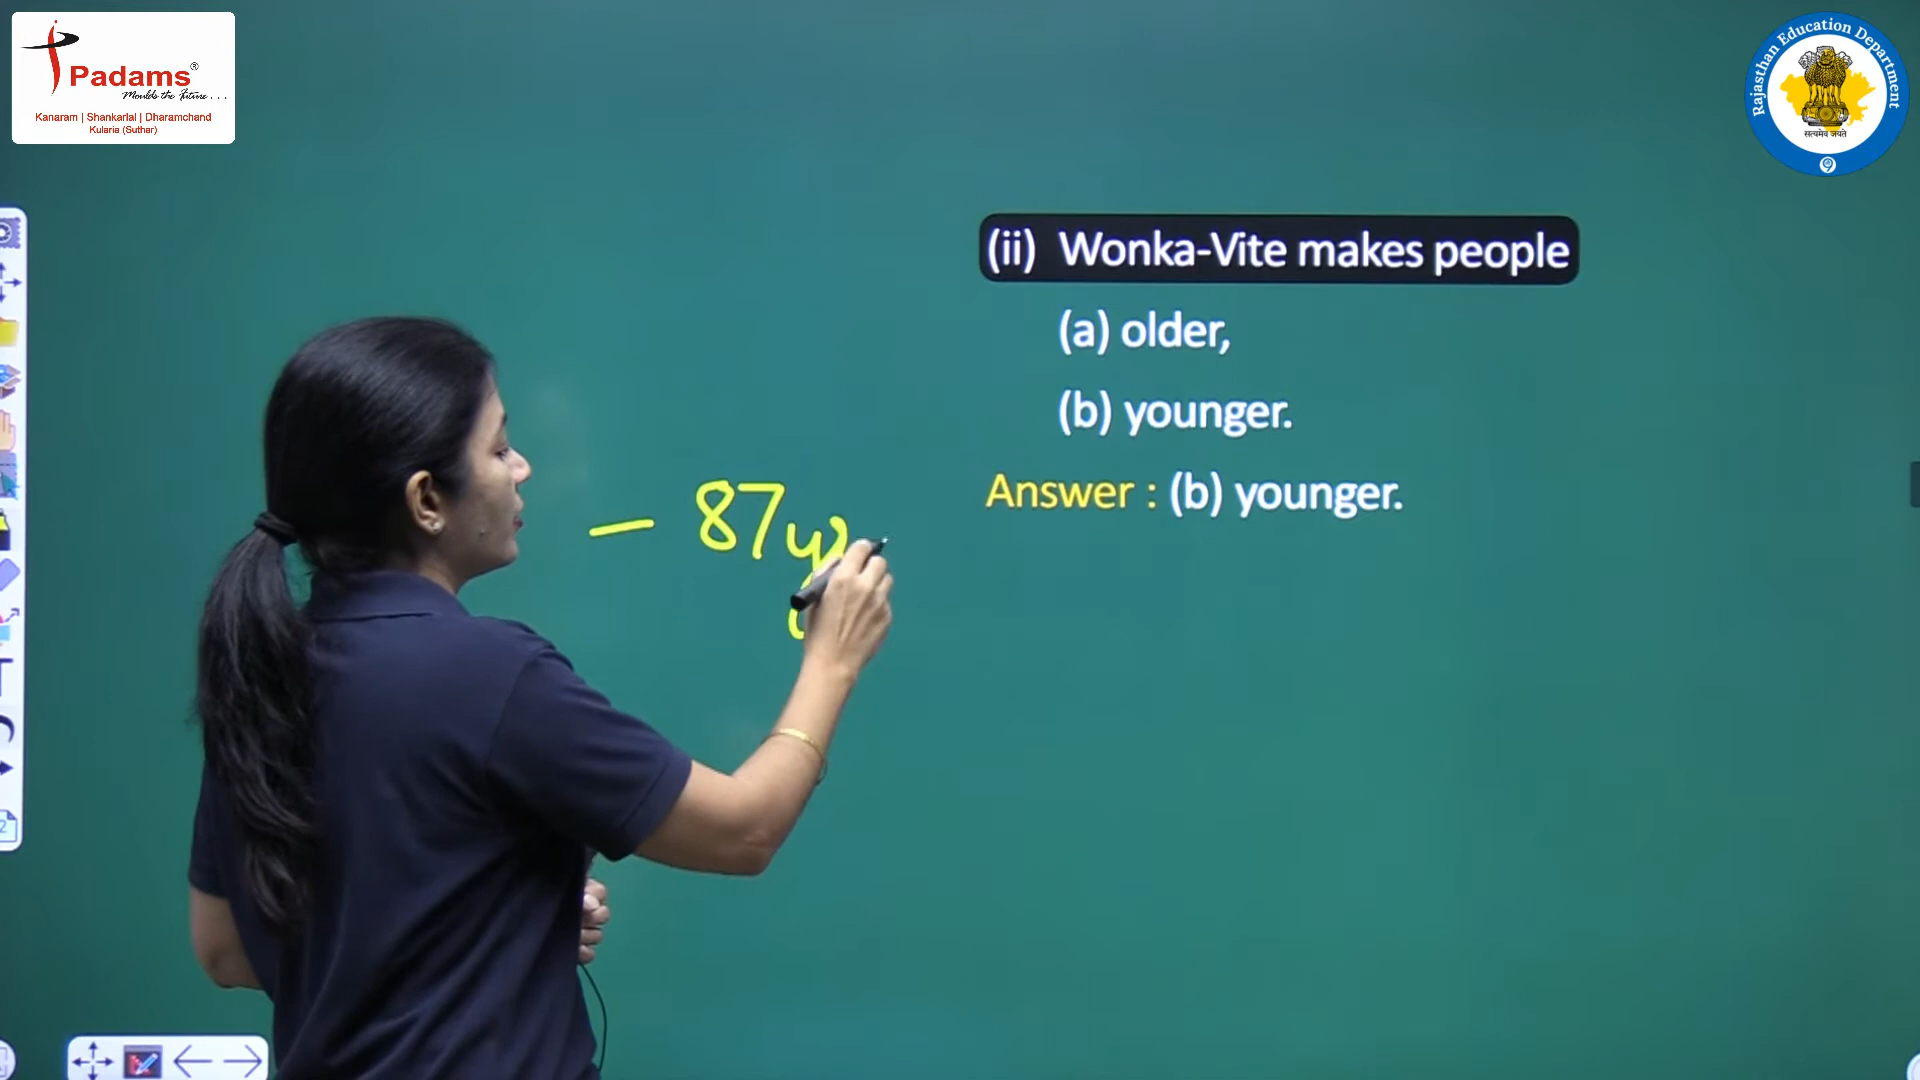 Padams®
Moulds the Future . . .
Kanaram | Shankarlal | Dharamchand
Kularia (Suthar)
Rajasthan Education Department
सत्यमेव जयते
(ii) Wonka-Vite makes people
(a) older,
(b) younger.
Answer : (b) younger.
— 87